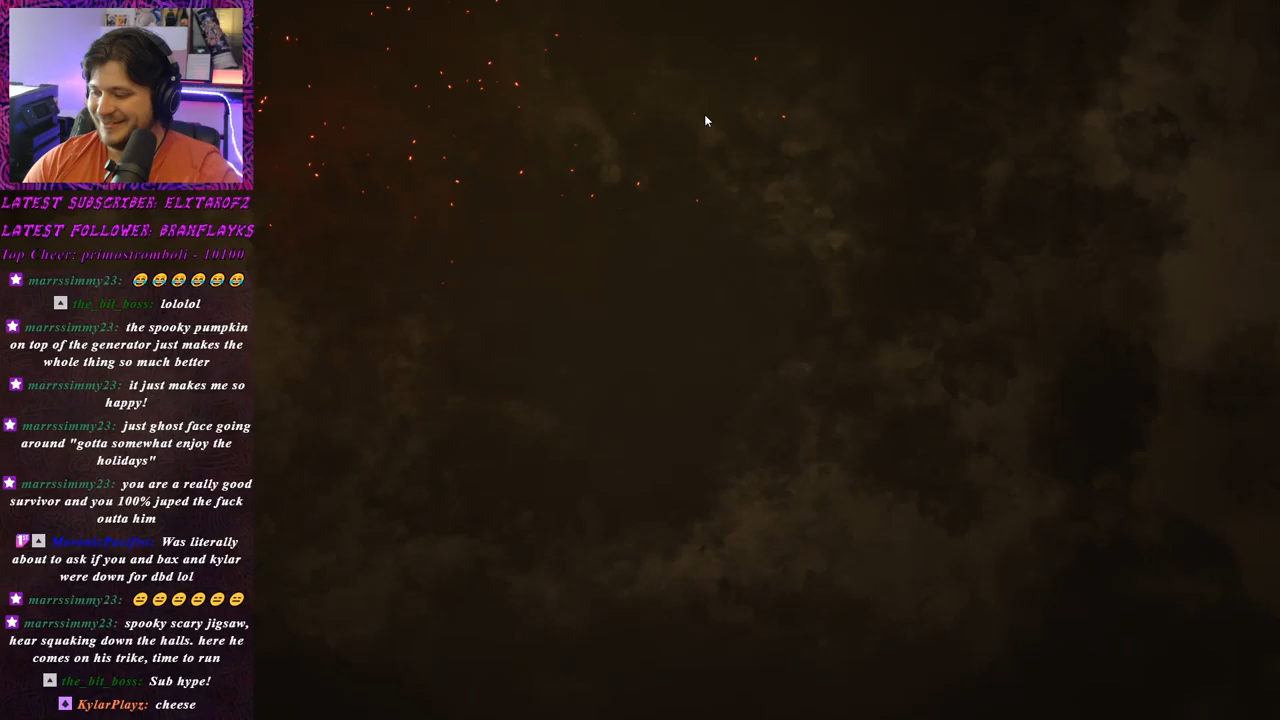 LATEST SUBSCRIBER: ELITAROFZ
LATEST FOLLOWER: BRAMFLAYKS
Top Cheer: primostromboli - 10100
marrssimmy23: 😂 😂 😂 😂 😂 😂
the_bit_boss: lololol
marrssimmy23: the spooky pumpkin
on top of the generator just makes the
whole thing so much better
marrssimmy23: it just makes me so
happy!
marrssimmy23: just ghost face going
around "gotta somewhat enjoy the
holidays"
marrssimmy23: you are a really good
survivor and you 100% juped the fuck
outta him
Was literally
about to ask if you and bax and kylar
were down for dbd lol
marrssimmy23: 😑 😑 😑 😑 😑 😑
marrssimmy23: spooky scary jigsaw,
hear squaking down the halls. here he
comes on his trike, time to run
the_bit_boss: Sub hype!
KylarPlayz: cheese